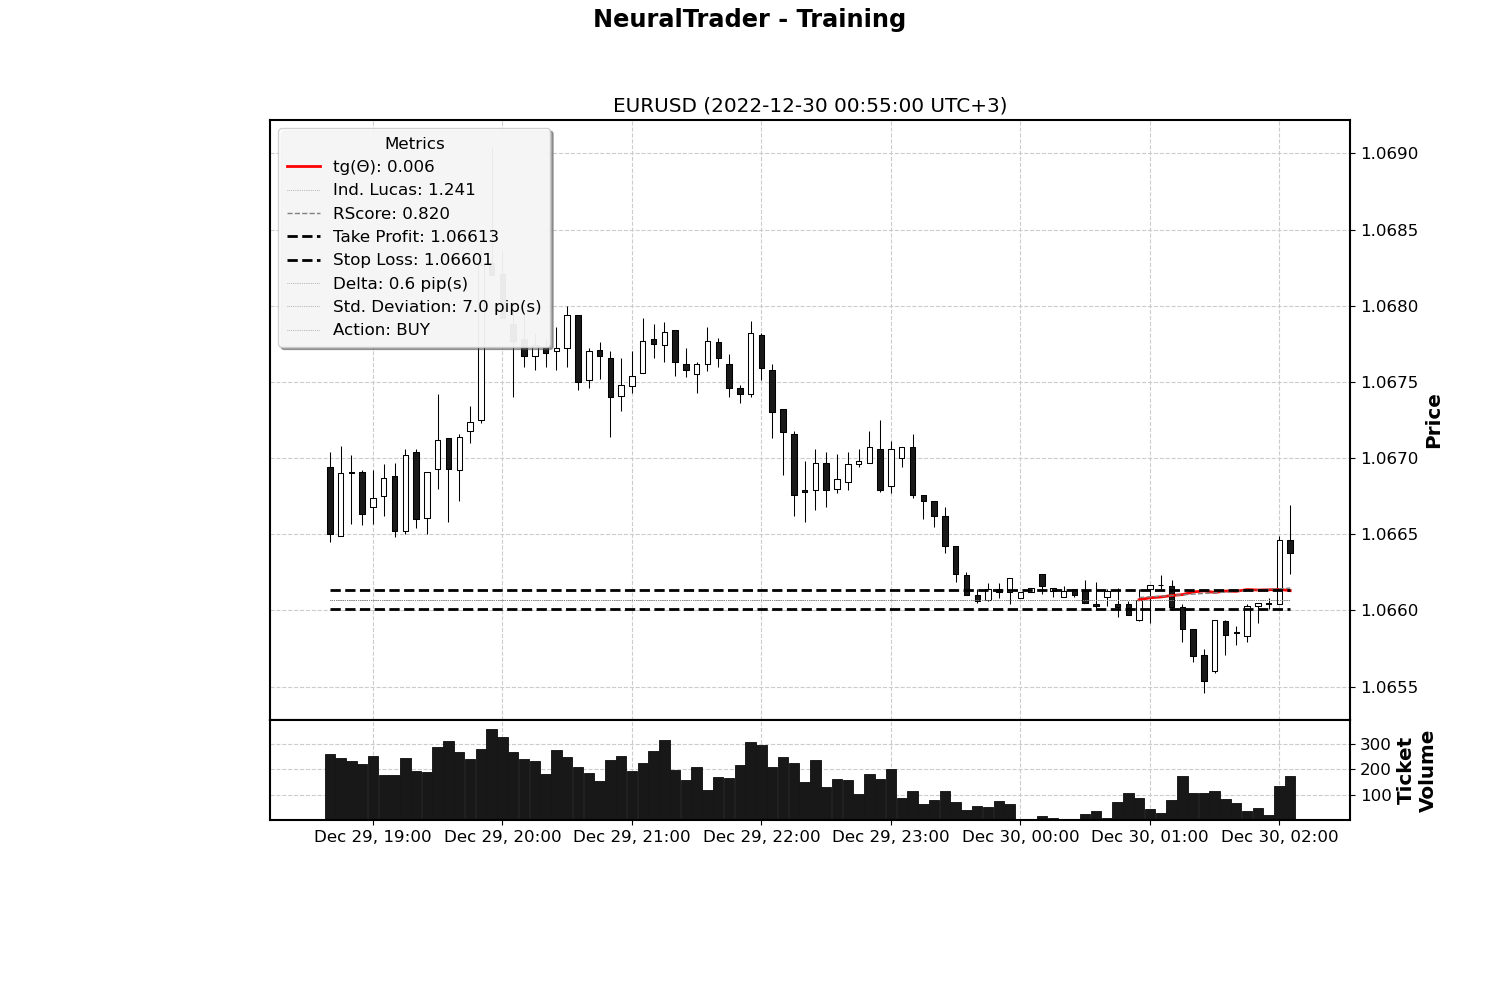 NeuralTrader - Training
EURUSD (2022-12-30 00:55:00 UTC+3)
Metrics
tg(Θ): 0.006
Ind. Lucas: 1.241
RScore: 0.820
Take Profit: 1.06613
Stop Loss: 1.06601
Delta: 0.6 pip(s)
Std. Deviation: 7.0 pip(s)
Action: BUY
1.0690
1.0685
1.0680
1.0675
1.0670
1.0665
1.0660
1.0655
Price
300
200
100
Ticket
Volume
Dec 29, 19:00 Dec 29, 20:00 Dec 29, 21:00 Dec 29, 22:00 Dec 29, 23:00 Dec 30, 00:00 Dec 30, 01:00 Dec 30, 02:00